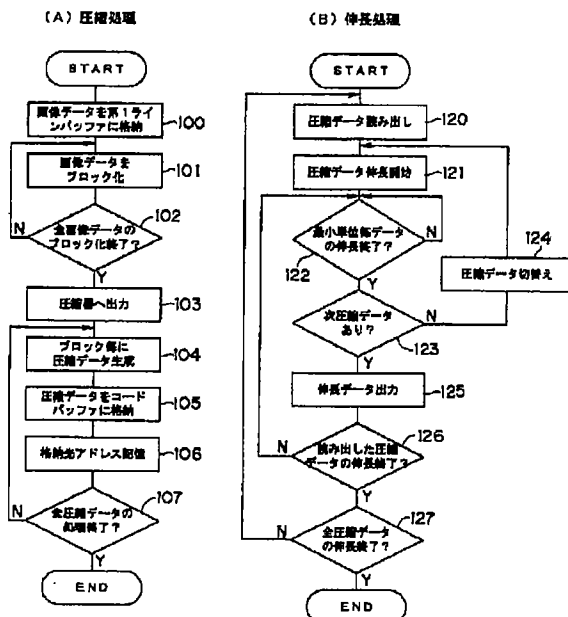 (A) 圧縮処理
START
画像データを第1ライ
ンバッファに格納
100
画像データを
ブロック化
101
全画像データの
ブロック化終了?
102
N
Y
圧縮器へ出力
103
ブロック毎に
圧縮データ生成
104
圧縮データをコード
バッファに格納
105
格納先アドレス記憶
106
全圧縮データの
処理終了?
107
N
Y
END
(B) 伸長処理
START
圧縮データ読み出し
120
圧縮データ伸長開始
121
最小単位毎データ
の伸長終了?
122
N
Y
次圧縮データ
あり?
123
N
Y
124
圧縮データ切替え
伸長データ出力
125
読み出した圧縮
データの伸長終了?
126
N
Y
全圧縮データ
の伸長終了?
127
N
Y
END